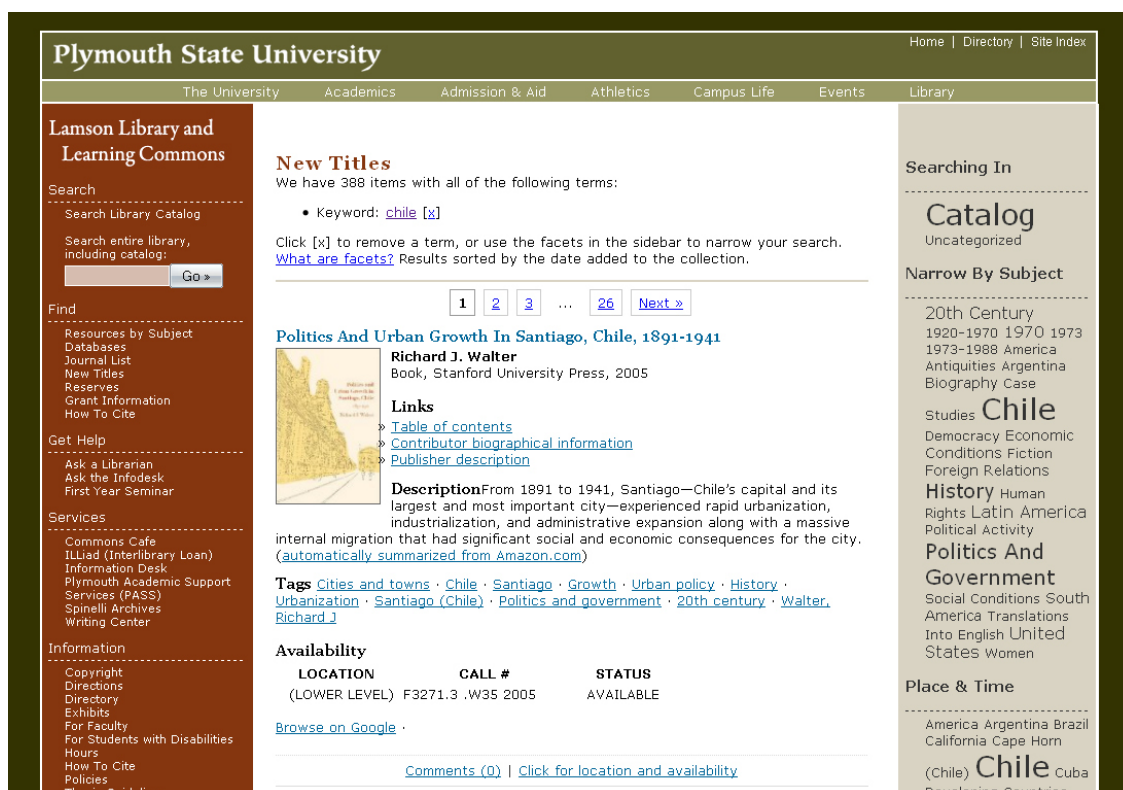 Plymouth State University
Home | Directory | Site Index
The University Academics Admission & Aid Athletics Campus Life Events Library
Lamson Library and
Learning Commons
Search
Search Library Catalog
Search entire library,
including catalog:
Go »
Find
Resources by Subject
Databases
Journal List
New Titles
Reserves
Grant Information
How To Cite
Get Help
Ask a Librarian
Ask the Infodesk
First Year Seminar
Services
Commons Cafe
ILLiad (Interlibrary Loan)
Information Desk
Plymouth Academic Support
Services (PASS)
Spinelli Archives
Writing Center
Information
Copyright
Directions
Directory
Exhibits
For Faculty
For Students with Disabilities
Hours
How To Cite
Policies
New Titles
We have 388 items with all of the following terms:
• Keyword: chile [x]
Click [x] to remove a term, or use the facets in the sidebar to narrow your search.
What are facets? Results sorted by the date added to the collection.
1 2 3 ... 26 Next »
Politics And Urban Growth In Santiago, Chile, 1891-1941
Richard J. Walter
Book, Stanford University Press, 2005
Links
» Table of contents
» Contributor biographical information
» Publisher description
DescriptionFrom 1891 to 1941, Santiago—Chile's capital and its
largest and most important city—experienced rapid urbanization,
industrialization, and administrative expansion along with a massive
internal migration that had significant social and economic consequences for the city.
(automatically summarized from Amazon.com)
Tags Cities and towns · Chile · Santiago · Growth · Urban policy · History ·
Urbanization · Santiago (Chile) · Politics and government · 20th century · Walter,
Richard J
Availability
LOCATION CALL # STATUS
(LOWER LEVEL) F3271.3 .W35 2005 AVAILABLE
Browse on Google ·
Comments (0) | Click for location and availability
Searching In
Catalog
Uncategorized
Narrow By Subject
20th Century
1920-1970 1970 1973
1973-1988 America
Antiquities Argentina
Biography Case
Studies Chile
Democracy Economic
Conditions Fiction
Foreign Relations
History Human
Rights Latin America
Political Activity
Politics And
Government
Social Conditions South
America Translations
Into English United
States Women
Place & Time
America Argentina Brazil
California Cape Horn
(Chile) Chile Cuba